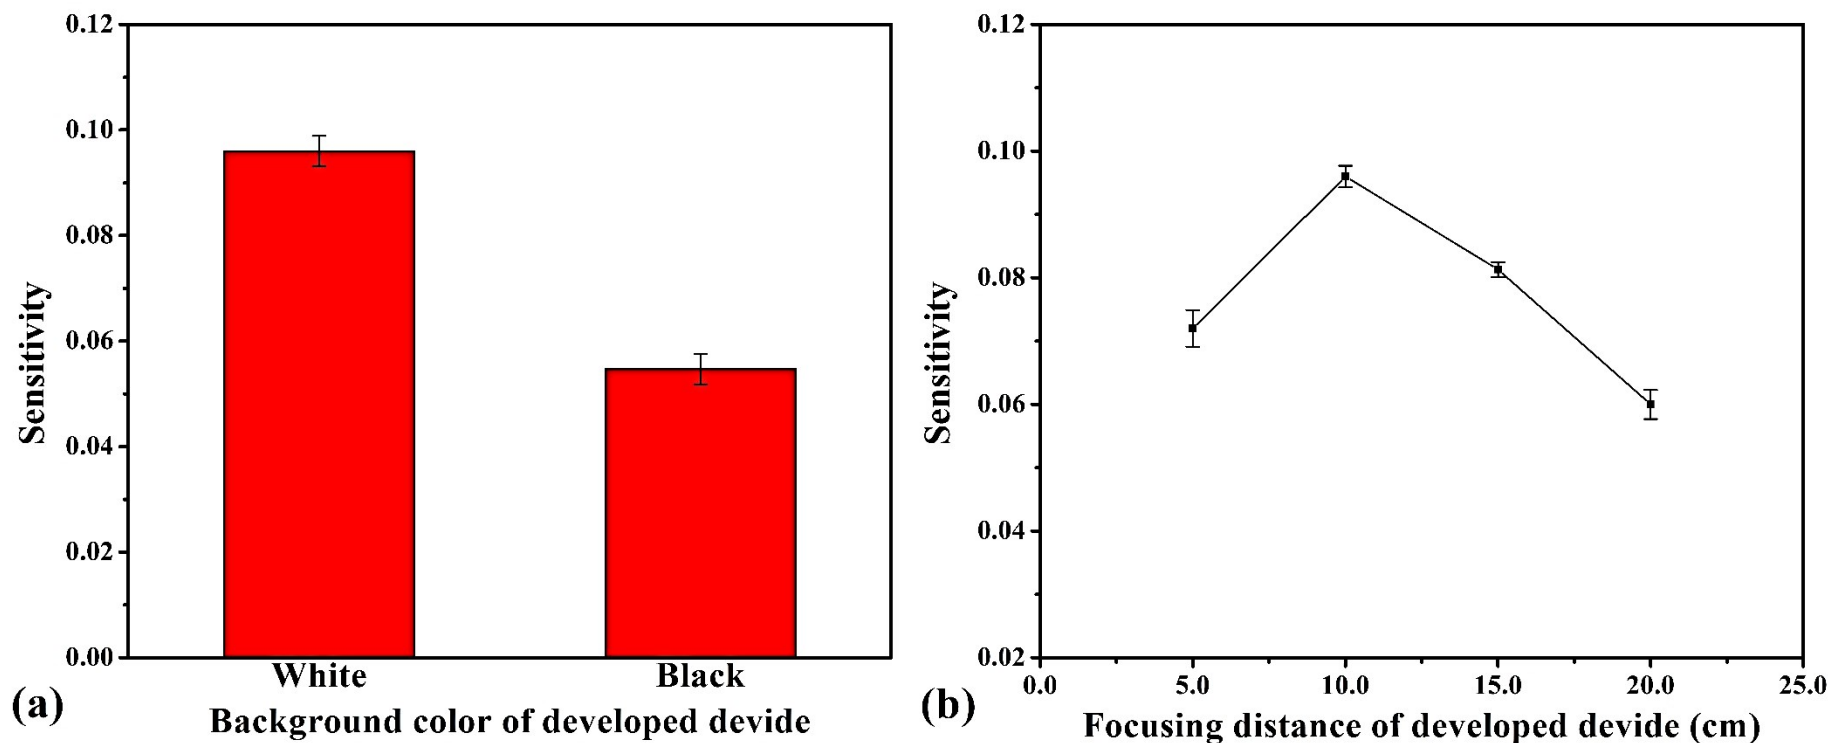 0.12
0.10
0.08
0.06
0.04
0.02
0.00
Sensitivity
White Black
Background color of developed devide
(a)
0.12
0.10
0.08
0.06
0.04
0.02
Sensitivity
0.0 5.0 10.0 15.0 20.0 25.0
Focusing distance of developed devide (cm)
(b)